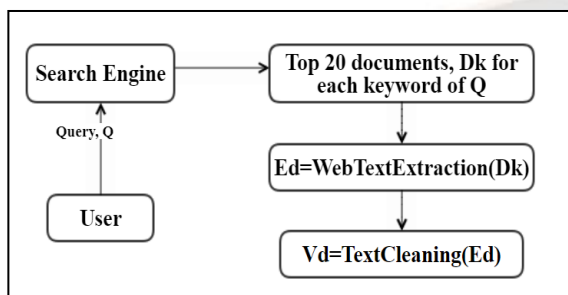 Search Engine
Top 20 documents, Dk for
each keyword of Q
Query, Q
Ed=WebTextExtraction(Dk)
User
Vd=TextCleaning(Ed)